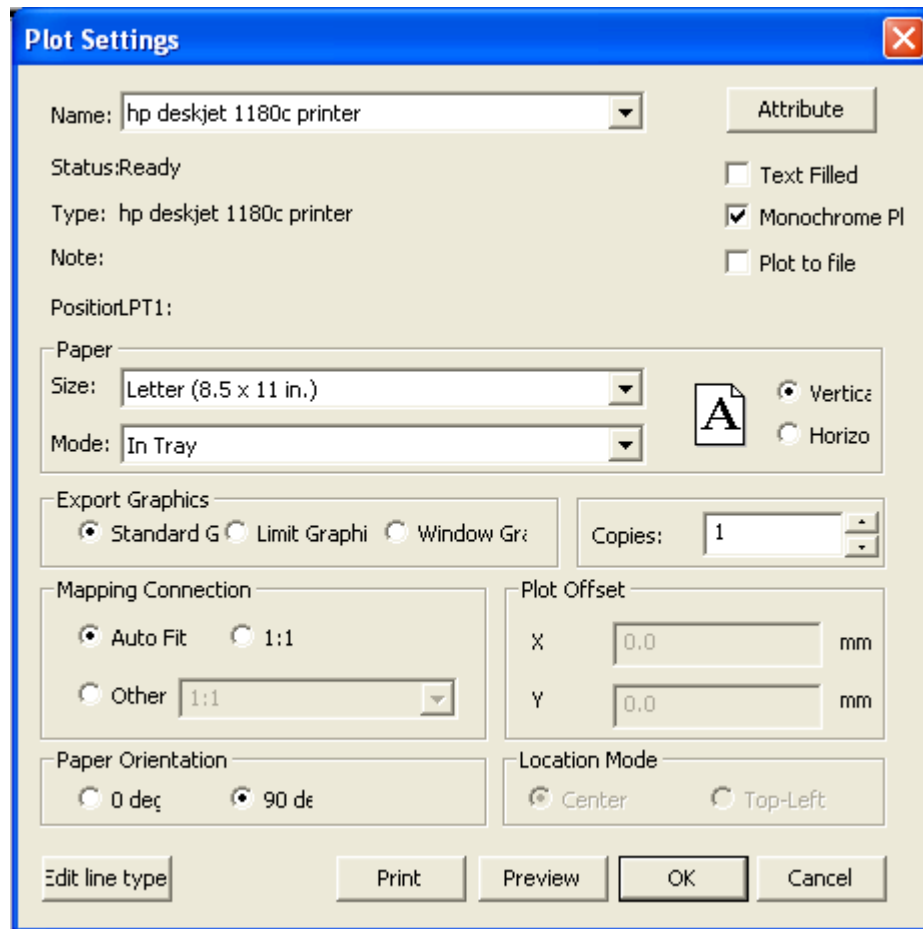 Plot Settings
Name: hp deskjet 1180c printer
Attribute
Status:Ready
Text Filled
Type: hp deskjet 1180c printer
Monochrome Pl
Note:
Plot to file
PositionLPT1:
Paper
Size: Letter (8.5 x 11 in.)
A
Vertica
Mode: In Tray
Horizo
Export Graphics
Standard G Limit Graphi Window Gra
Copies: 1
Mapping Connection
Auto Fit 1:1
Other 1:1
Plot Offset
X 0.0 mm
Y 0.0 mm
Paper Orientation
0 deg 90 de
Location Mode
Center Top-Left
Edit line type Print Preview OK Cancel